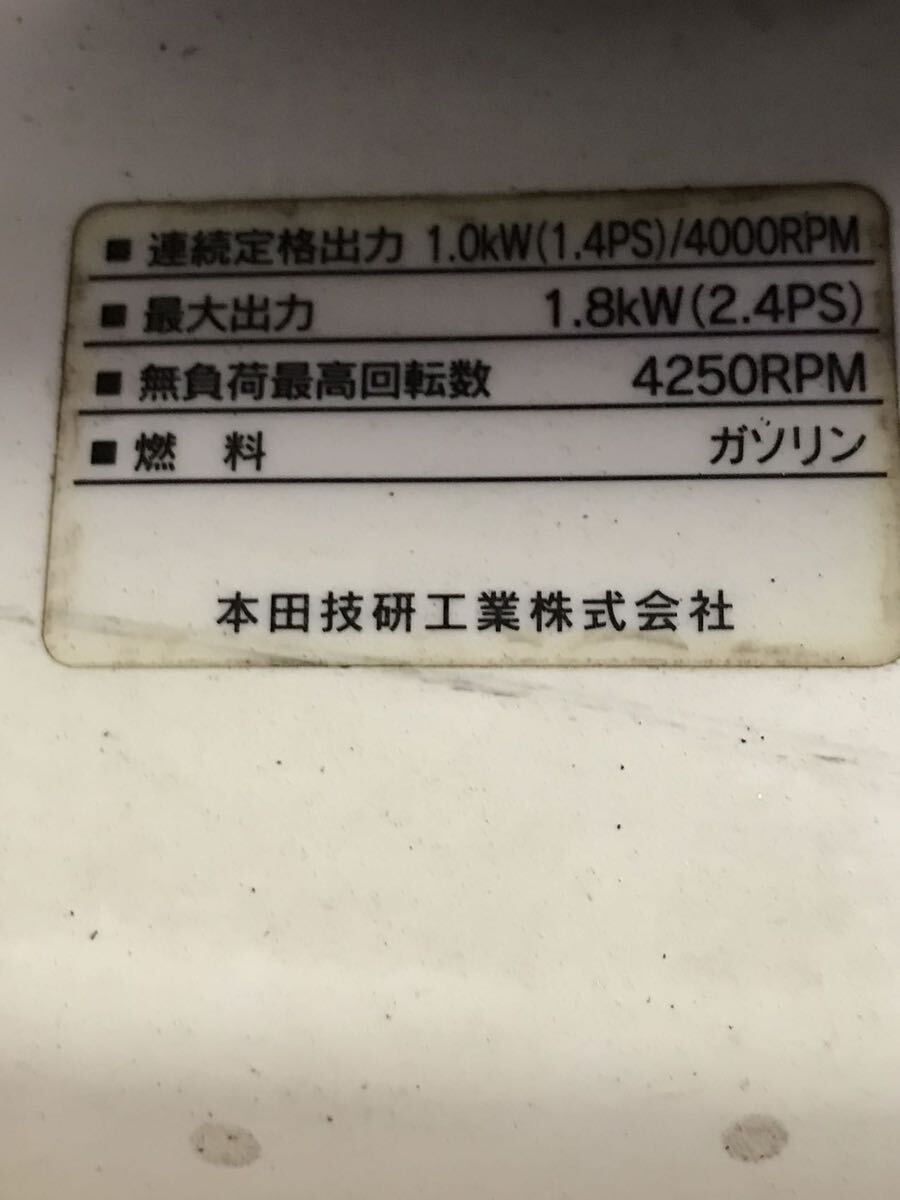 ■ 連続定格出力 1.0kW(1.4PS)/4000RPM
■ 最大出力 1.8kW(2.4PS)
■ 無負荷最高回転数 4250RPM
■ 燃 料 ガソリン
本田技研工業株式会社